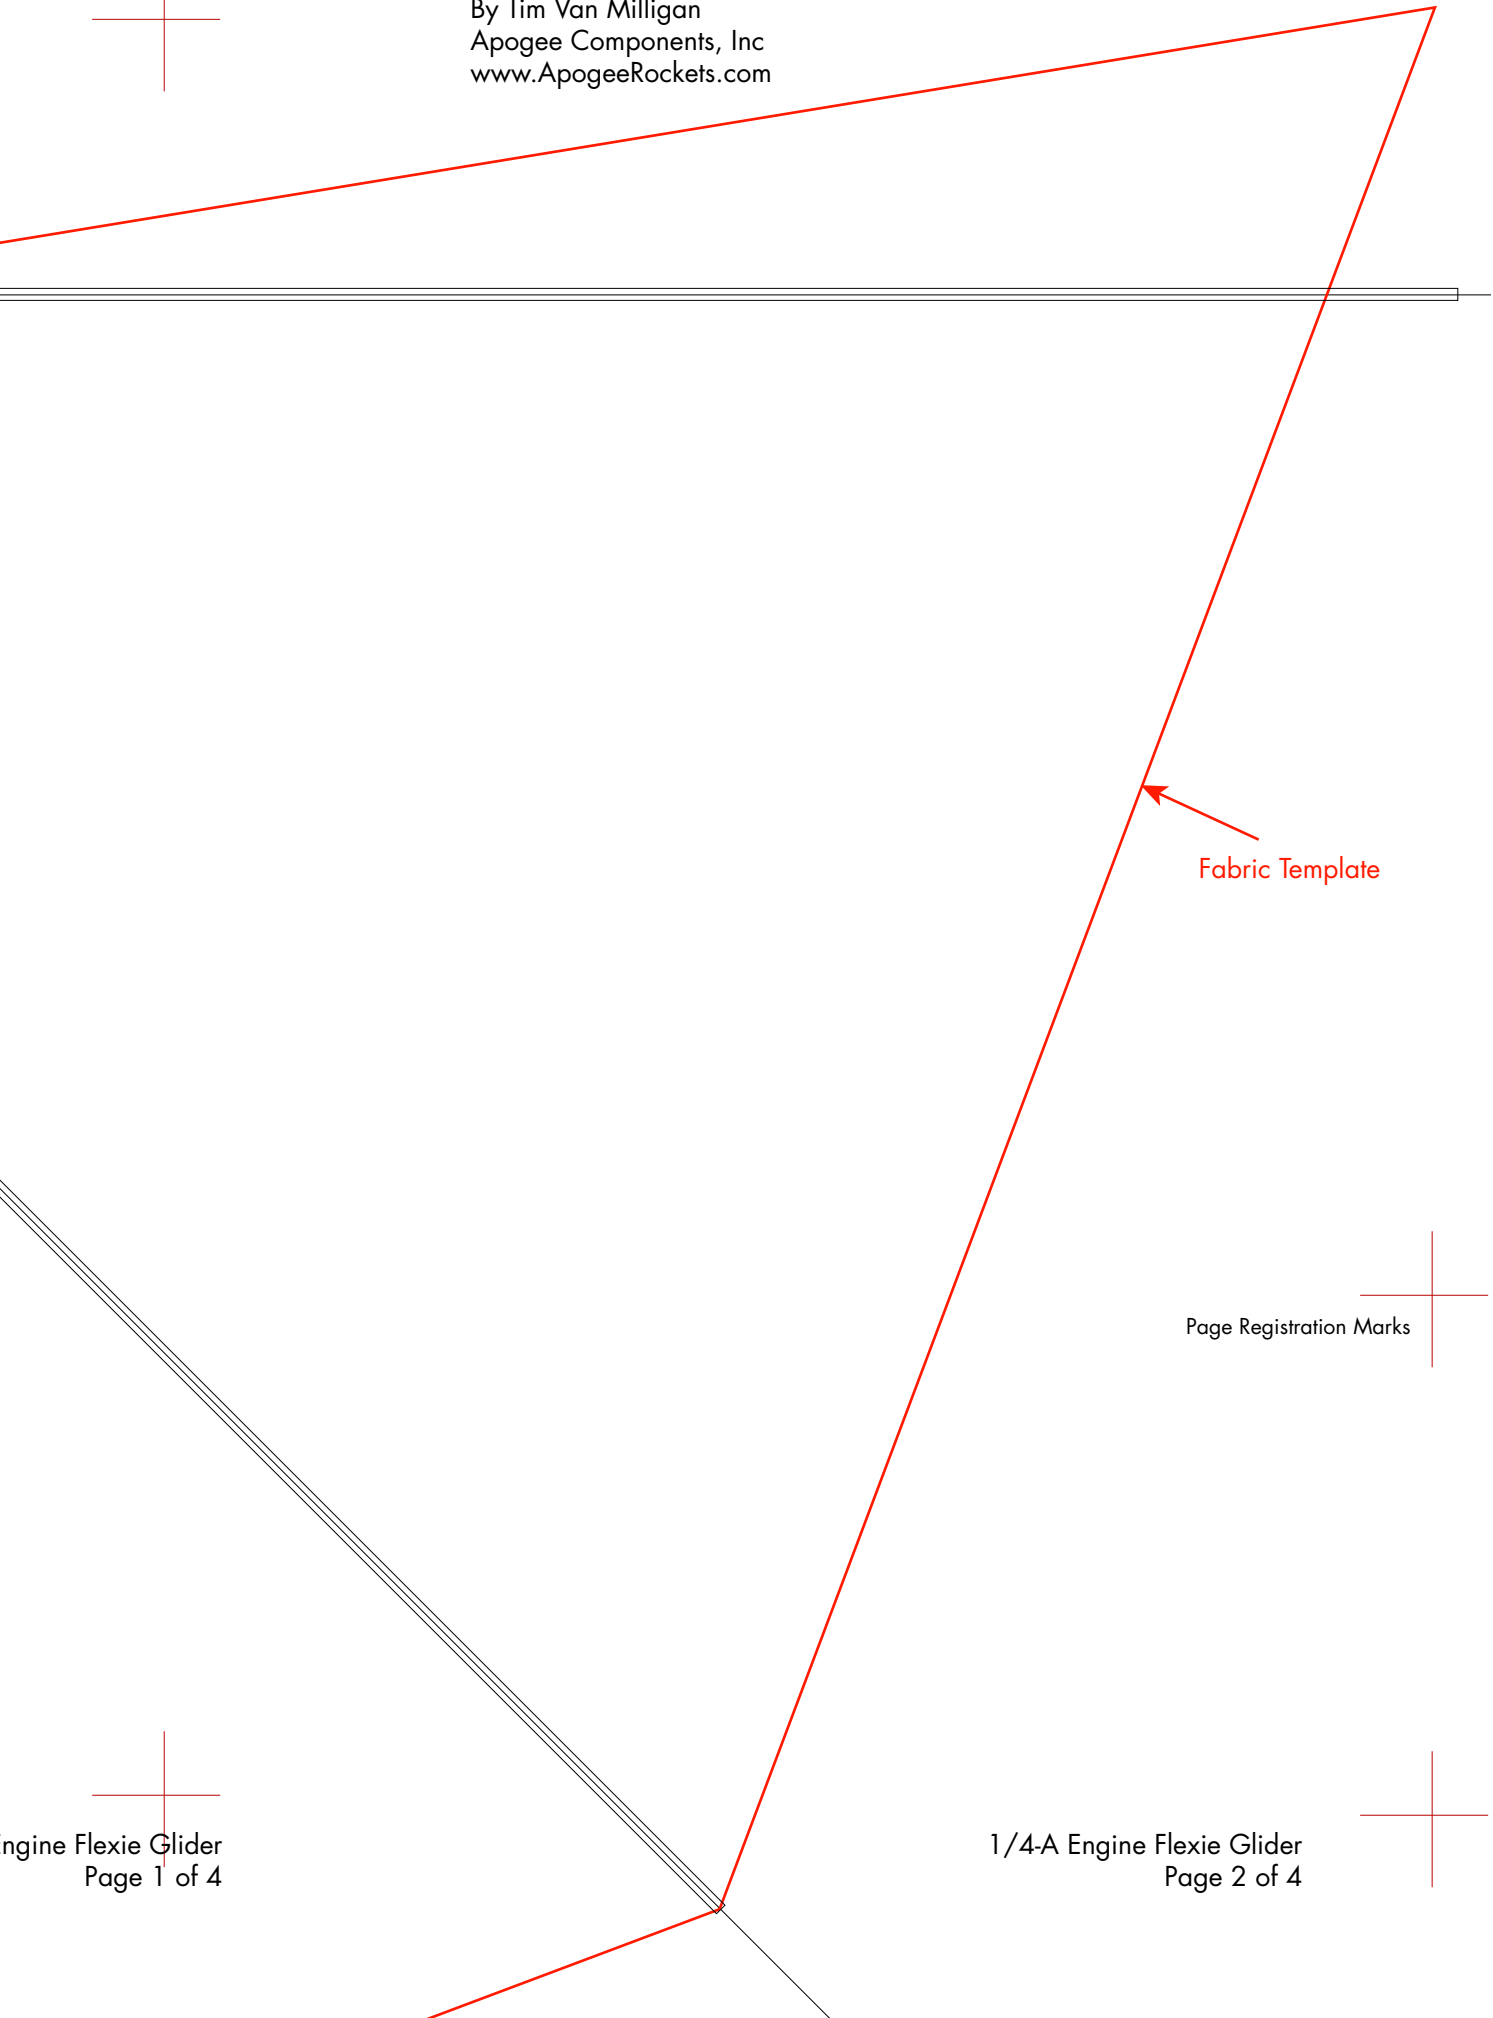 By Tim Van Milligan
Apogee Components, Inc
www.ApogeeRockets.com
Fabric Template
Page Registration Marks
Engine Flexie Glider
Page 1 of 4
1/4-A Engine Flexie Glider
Page 2 of 4